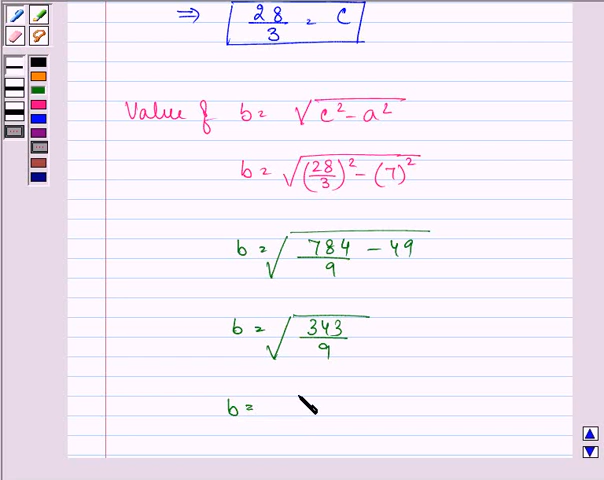 ⇒ 28/3 = c
Value of b = √(c² - a²)
b = √((28/3)² - (7)²)
b = √(784/9 - 49)
b = √(343/9)
b =